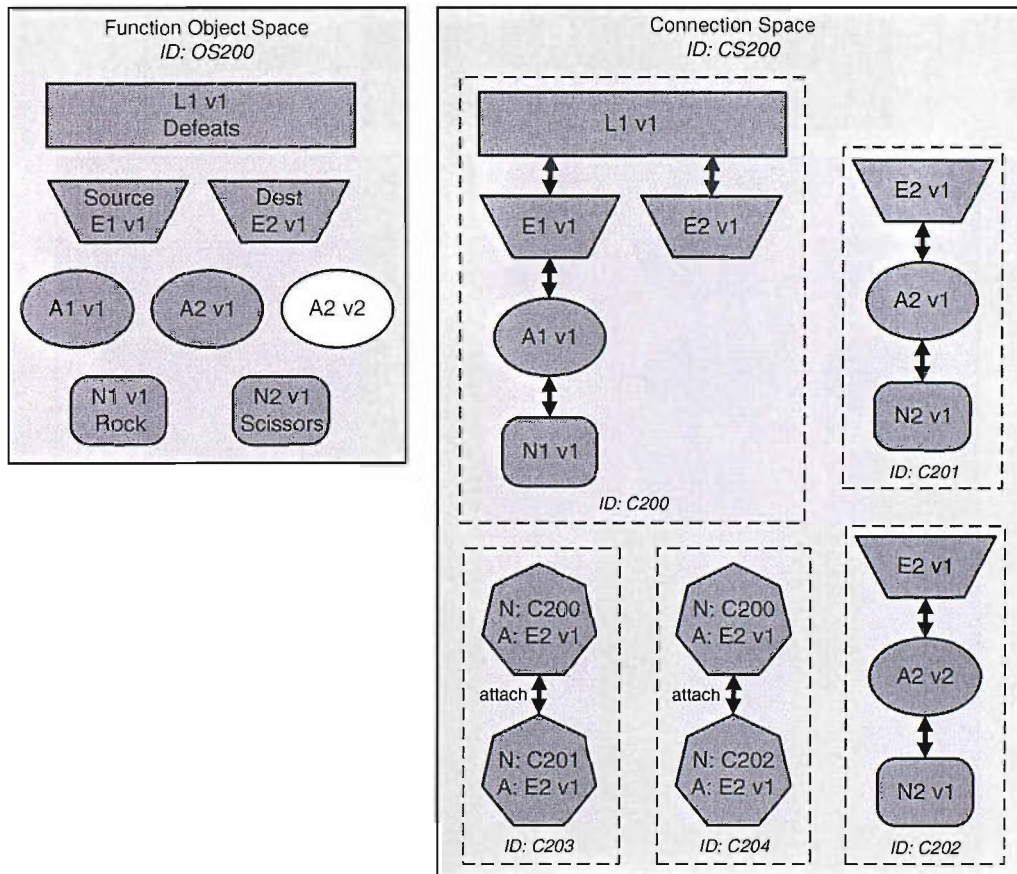 Function Object Space
ID: OS200
L1 v1
Defeats
Source
E1 v1
Dest
E2 v1
A1 v1
A2 v1
A2 v2
N1 v1
Rock
N2 v1
Scissors
Connection Space
ID: CS200
L1 v1
E1 v1
E2 v1
A1 v1
N1 v1
ID: C200
E2 v1
A2 v1
N2 v1
ID: C201
N: C200
A: E2 v1
attach
N: C201
A: E2 v1
ID: C203
N: C200
A: E2 v1
attach
N: C202
A: E2 v1
ID: C204
E2 v1
A2 v2
N2 v1
ID: C202